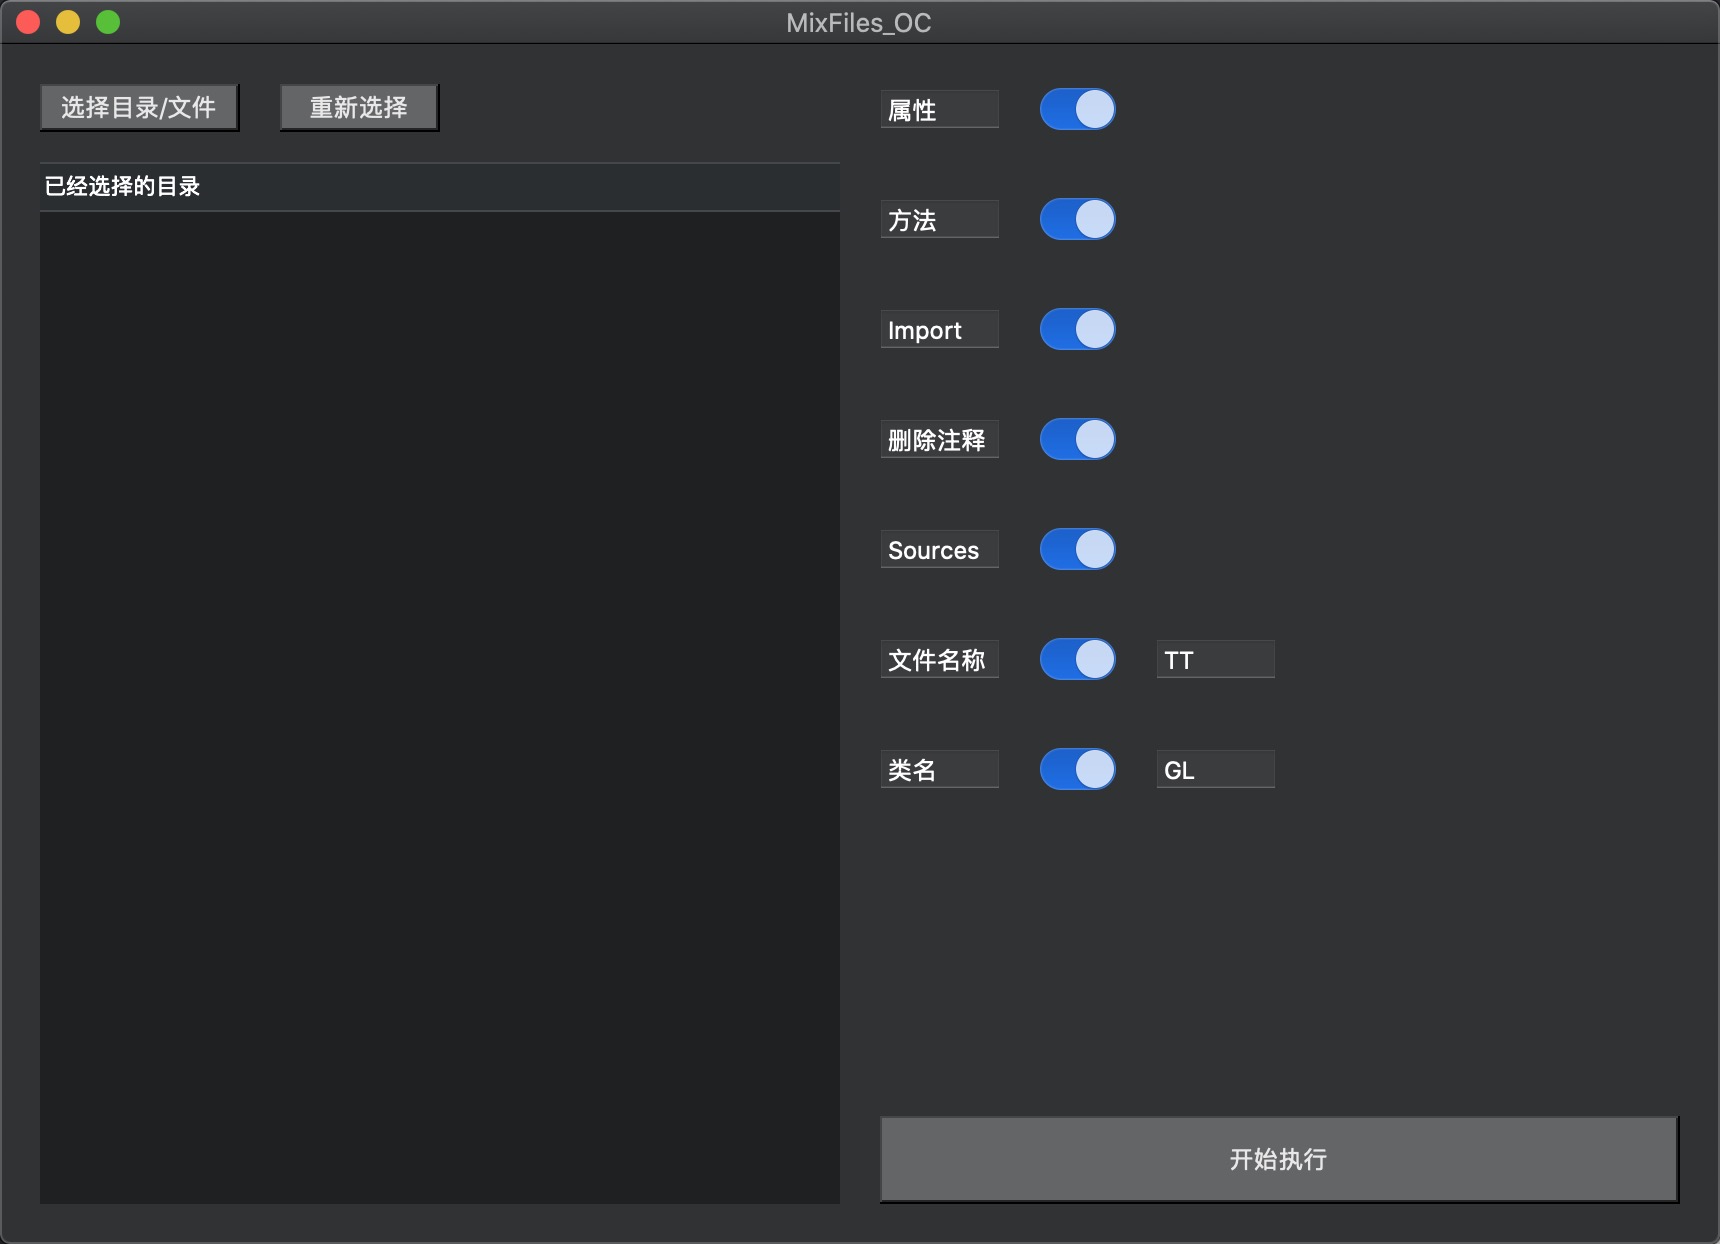 MixFiles_OC
选择目录/文件
重新选择
已经选择的目录
属性
方法
Import
删除注释
Sources
文件名称 TT
类名 GL
开始执行